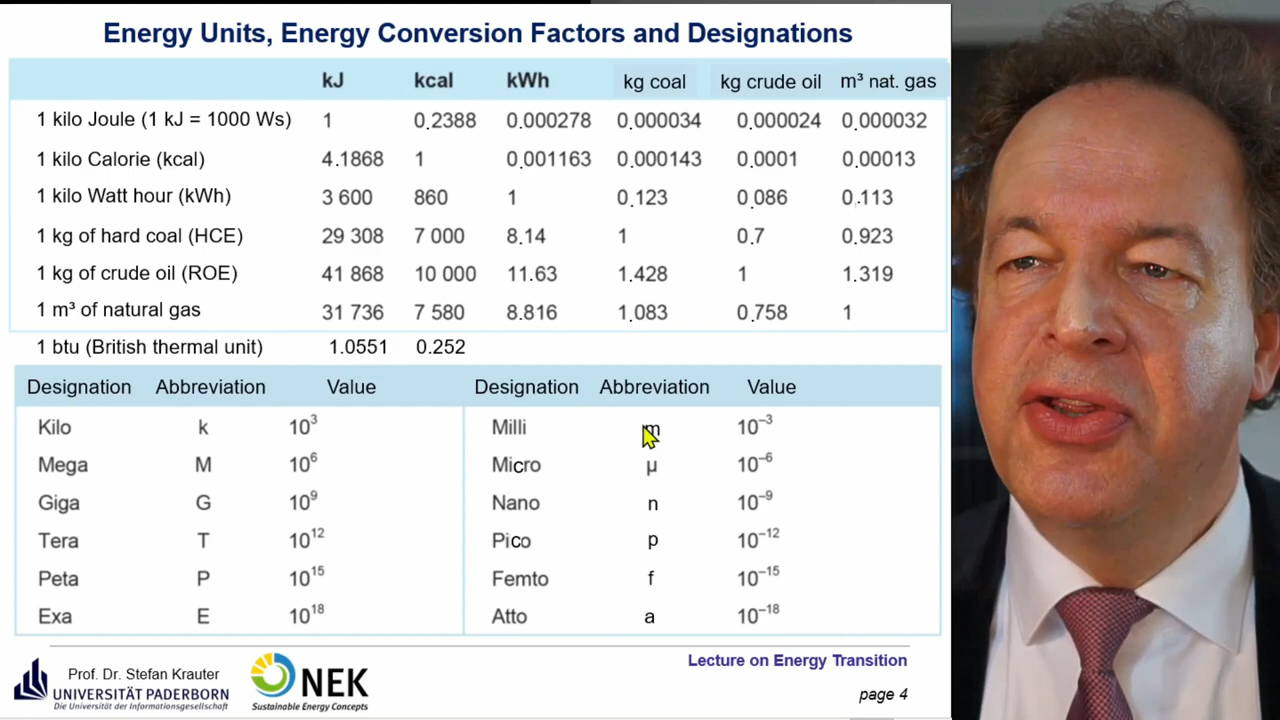 Energy Units, Energy Conversion Factors and Designations
kJ kcal kWh kg coal kg crude oil m³ nat. gas
1 kilo Joule (1 kJ = 1000 Ws) 1 0.2388 0.000278 0.000034 0.000024 0.000032
1 kilo Calorie (kcal) 4.1868 1 0.001163 0.000143 0.0001 0.00013
1 kilo Watt hour (kWh) 3 600 860 1 0.123 0.086 0.113
1 kg of hard coal (HCE) 29 308 7 000 8.14 1 0.7 0.923
1 kg of crude oil (ROE) 41 868 10 000 11.63 1.428 1 1.319
1 m³ of natural gas 31 736 7 580 8.816 1.083 0.758 1
1 btu (British thermal unit) 1.0551 0.252
Designation Abbreviation Value Designation Abbreviation Value
Kilo k 10³ Milli m 10⁻³
Mega M 10⁶ Micro µ 10⁻⁶
Giga G 10⁹ Nano n 10⁻⁹
Tera T 10¹² Pico p 10⁻¹²
Peta P 10¹⁵ Femto f 10⁻¹⁵
Exa E 10¹⁸ Atto a 10⁻¹⁸
Prof. Dr. Stefan Krauter
UNIVERSITÄT PADERBORN
Die Universität der Informationsgesellschaft
NEK
Sustainable Energy Concepts
Lecture on Energy Transition
page 4